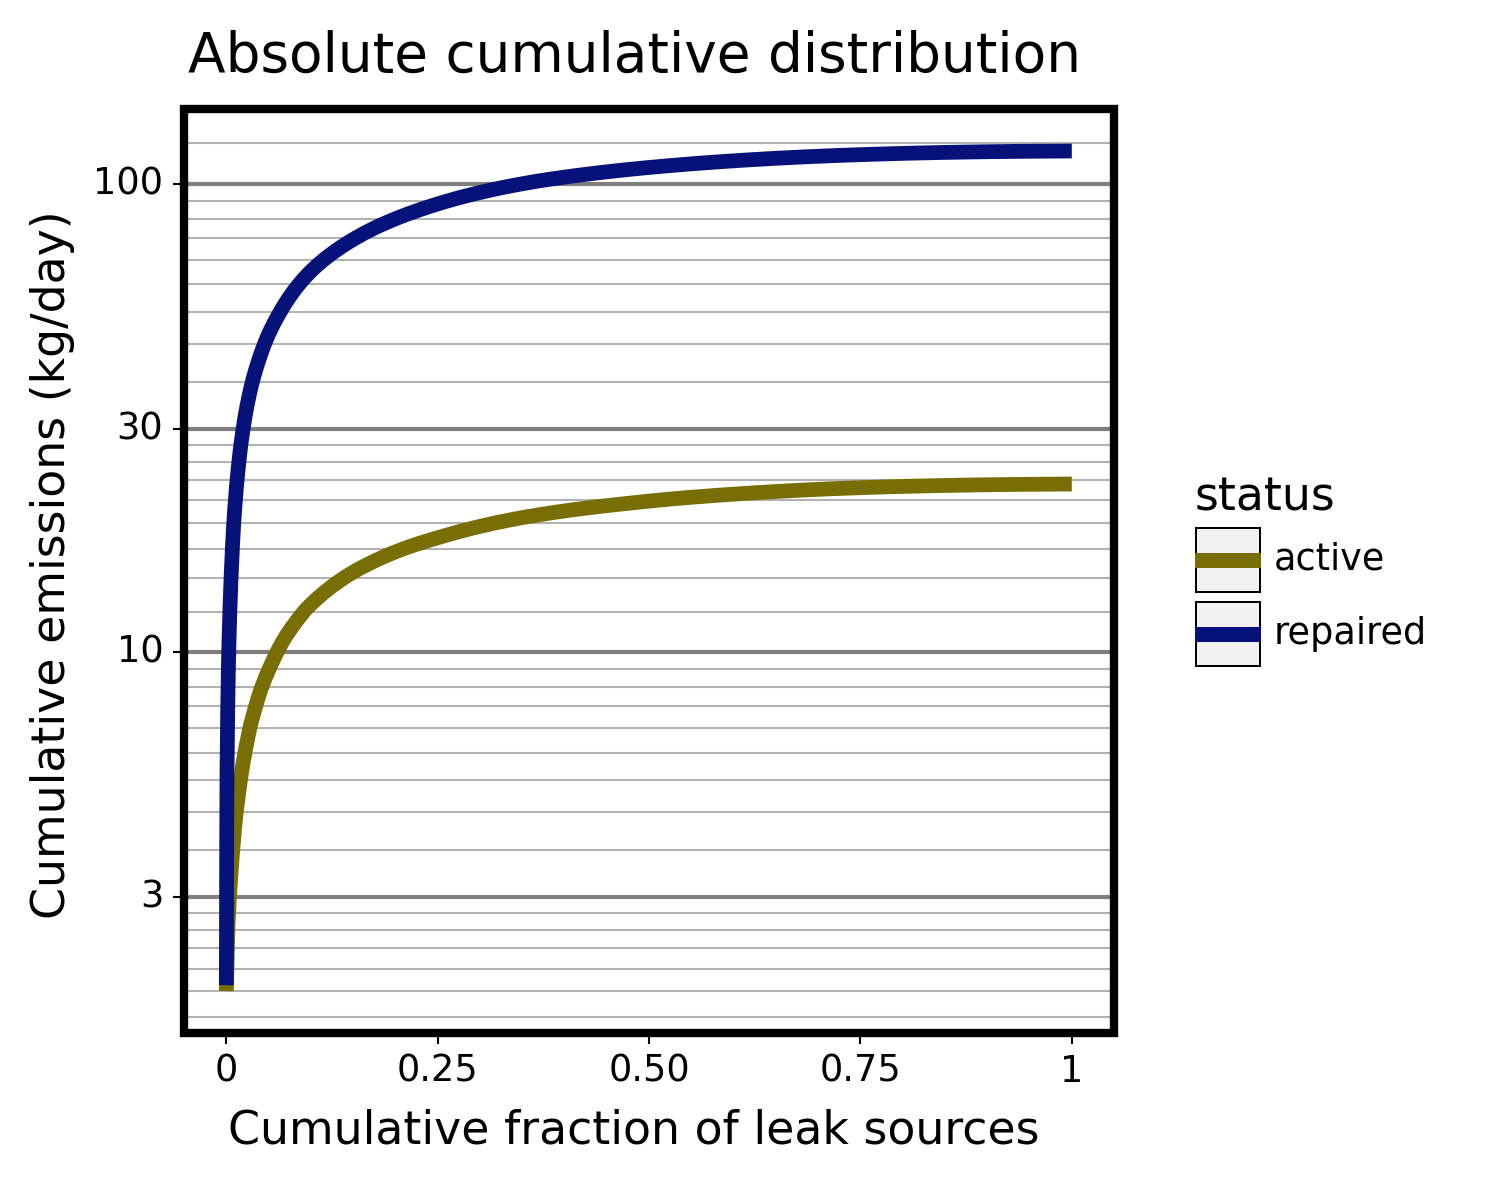 Absolute cumulative distribution
Cumulative emissions (kg/day)
100
30
10
3
0 0.25 0.50 0.75 1
Cumulative fraction of leak sources
status
active
repaired